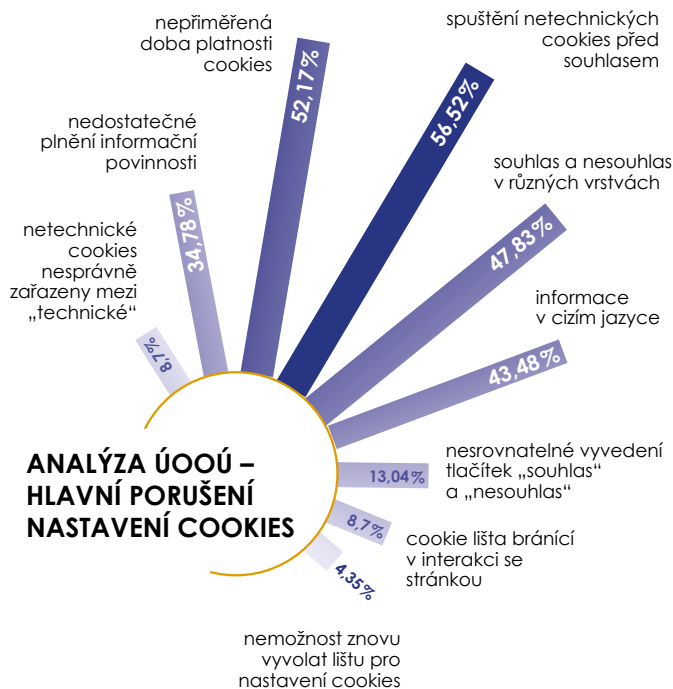 nepřiměřená
doba platnosti
cookies
52,17%
spuštění netechnických
cookies před
souhlasem
56,52%
nedostatečné
plnění informační
povinnosti
34,78%
souhlas a nesouhlas
v různých vrstvách
47,83%
netechnické
cookies
nesprávně
zařazeny mezi
„technické“
8,7%
informace
v cizím jazyce
43,48%
ANALÝZA ÚOOÚ –
HLAVNÍ PORUŠENÍ
NASTAVENÍ COOKIES
nesrovnatelné vyvedení
tlačítek „souhlas“
a „nesouhlas“
13,04%
cookie lišta bránící
v interakci se
stránkou
8,7%
nemožnost znovu
vyvolat lištu pro
nastavení cookies
4,35%